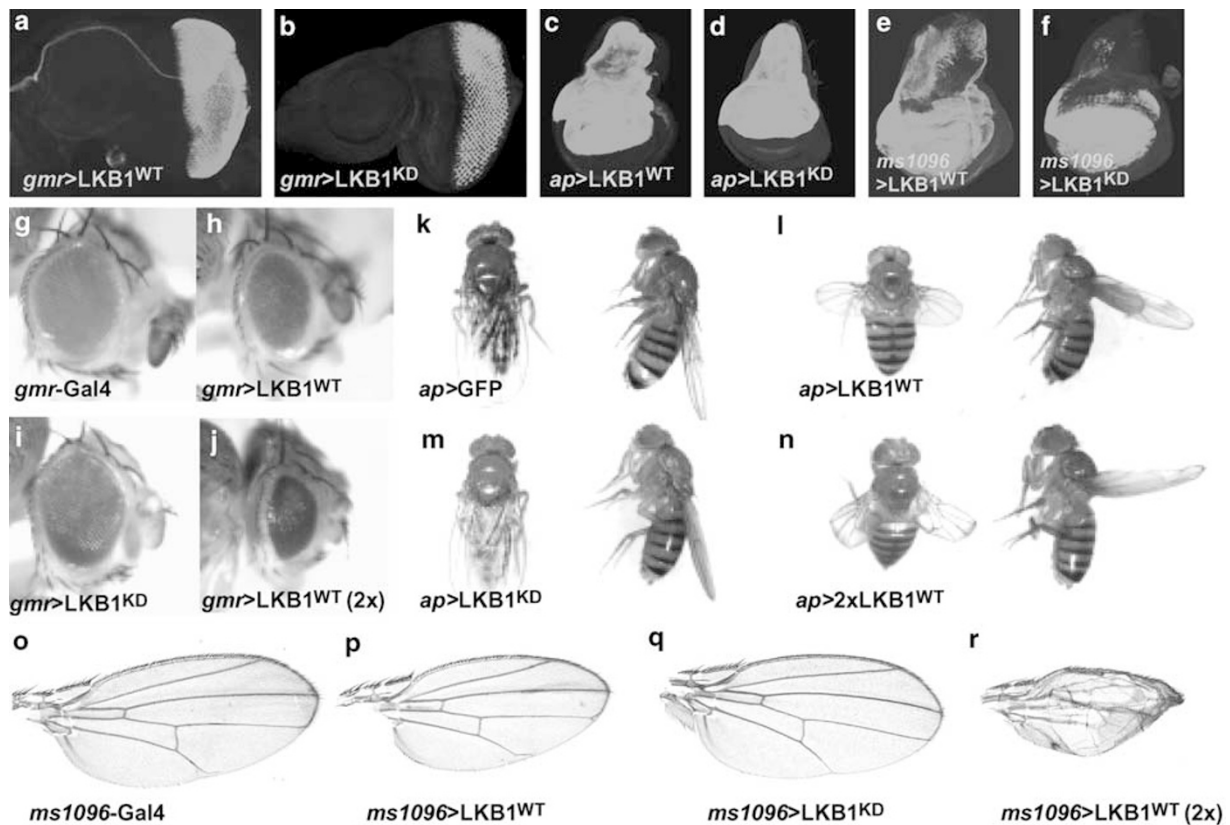 a b c d e f
gmr>LKB1WT gmr>LKB1KD ap>LKB1WT ap>LKB1KD ms1096 >LKB1WT ms1096 >LKB1KD
g h k l
gmr-Gal4 gmr>LKB1WT ap>GFP ap>LKB1WT
i j m n
gmr>LKB1KD gmr>LKB1WT (2x) ap>LKB1KD ap>2xLKB1WT
o p q r
ms1096-Gal4 ms1096>LKB1WT ms1096>LKB1KD ms1096>LKB1WT (2x)